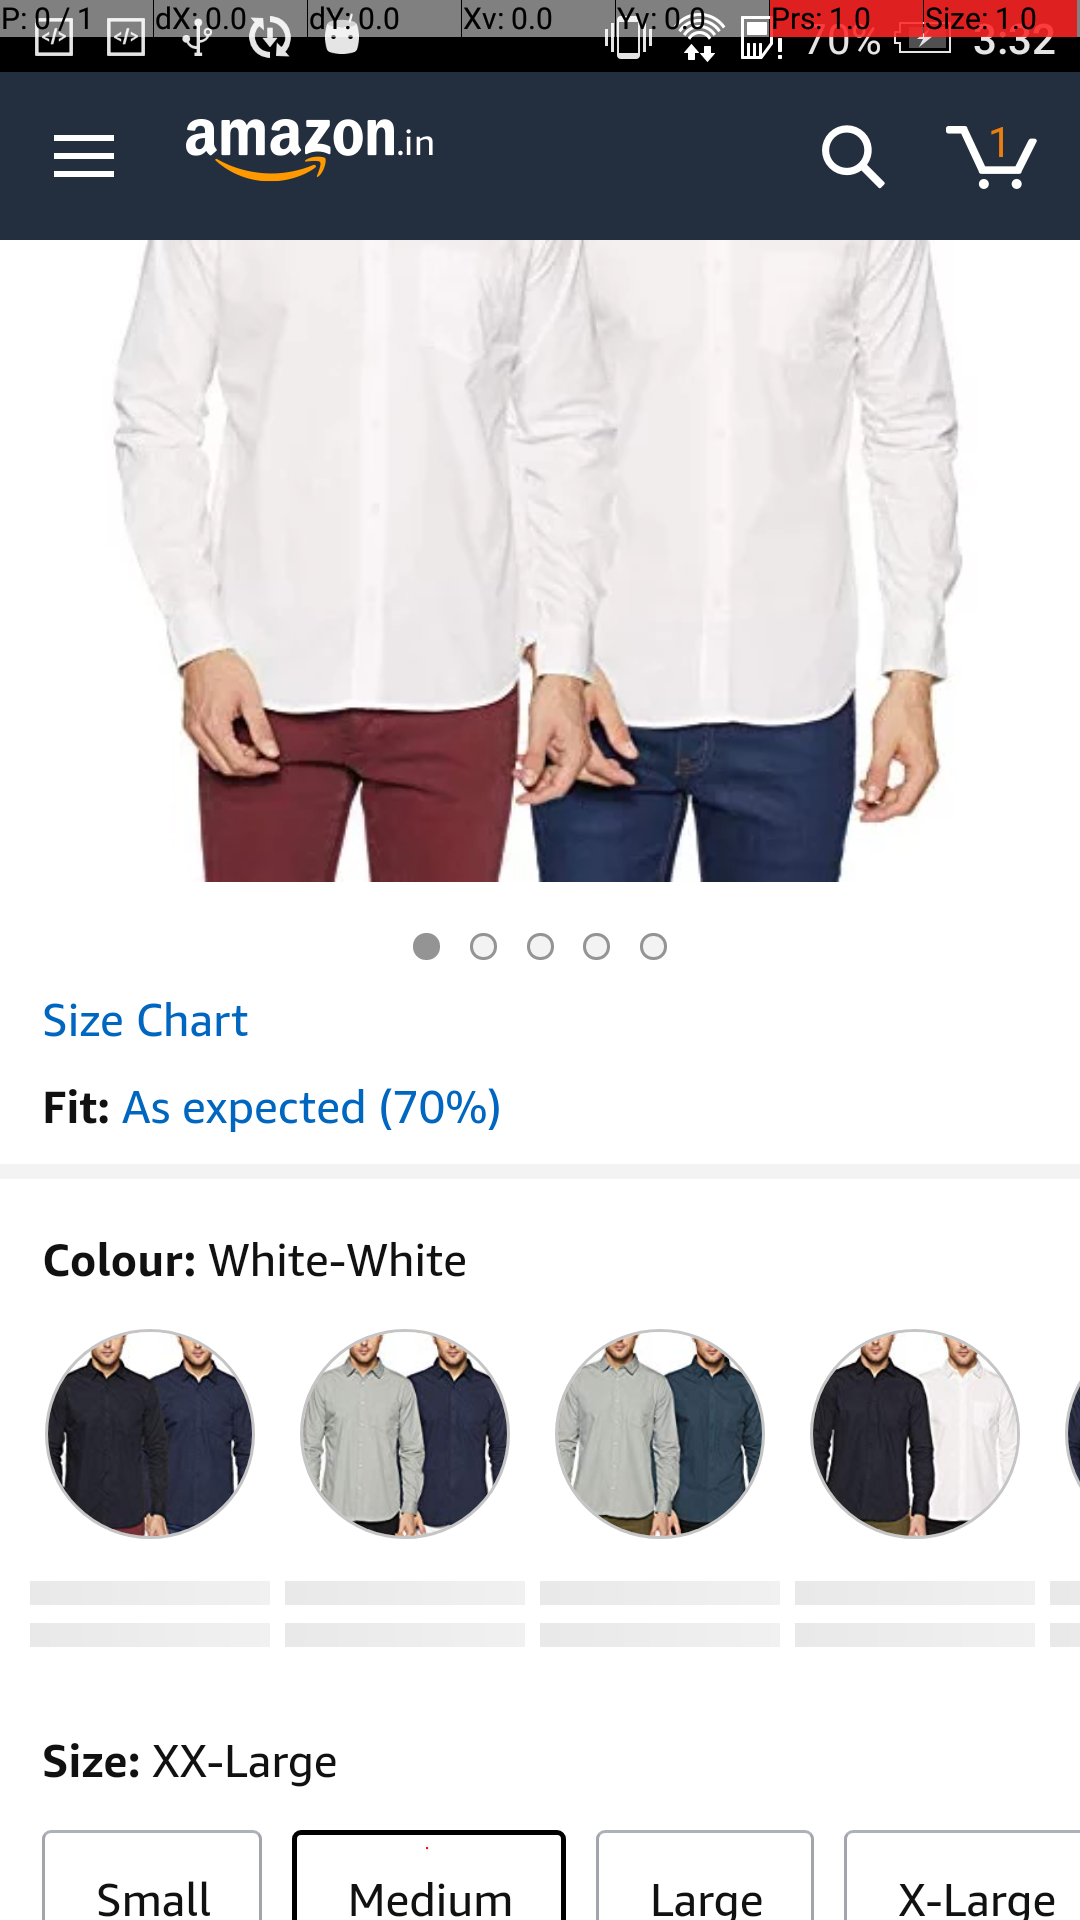 P: 0 / 1 dX: 0.0 dY: 0.0 Xv: 0.0 Yv: 0.0 Prs: 1.0 Size: 1.0
70% 3:32
amazon.in 1
Size Chart
Fit: As expected (70%)
Colour: White-White
Size: XX-Large
Small Medium Large X-Large